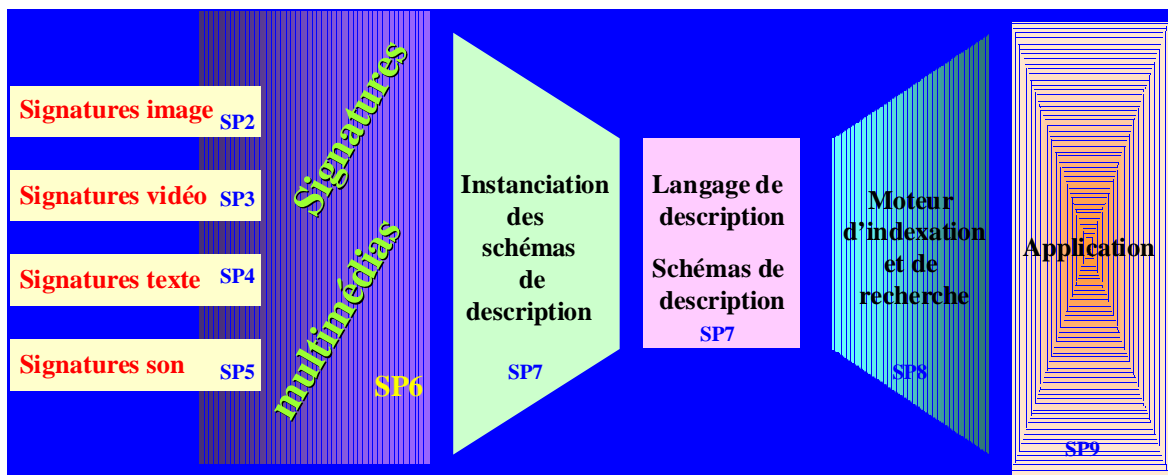 Signatures image
SP2
Signatures vidéo
SP3
Signatures texte
SP4
Signatures son
SP5
Signatures
multimédias
SP6
Instanciation
des
schémas
de
description
SP7
Langage de
description
Schémas de
description
SP7
Moteur
d'indexation
et de
recherche
SP8
Application
SP9